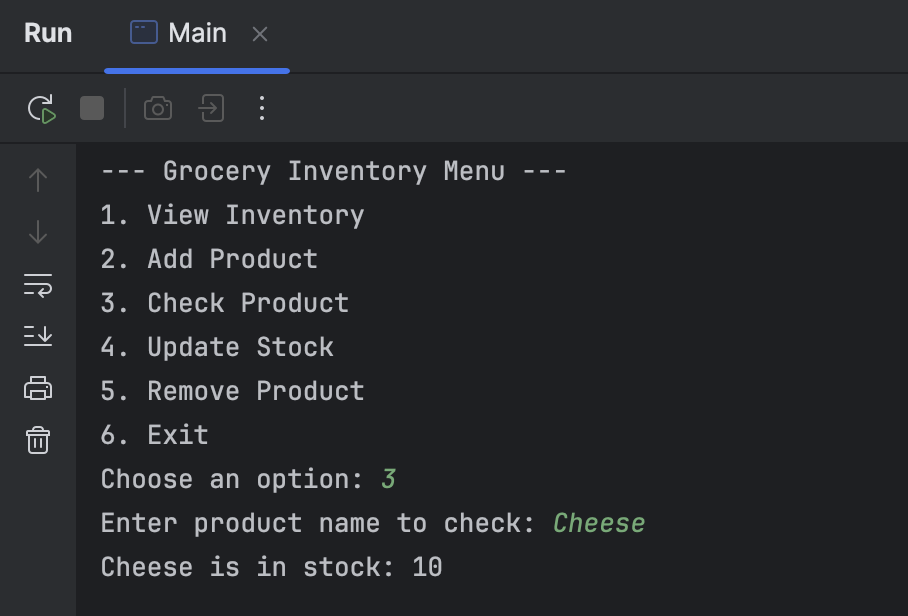 Run Main
--- Grocery Inventory Menu ---
1. View Inventory
2. Add Product
3. Check Product
4. Update Stock
5. Remove Product
6. Exit
Choose an option: 3
Enter product name to check: Cheese
Cheese is in stock: 10